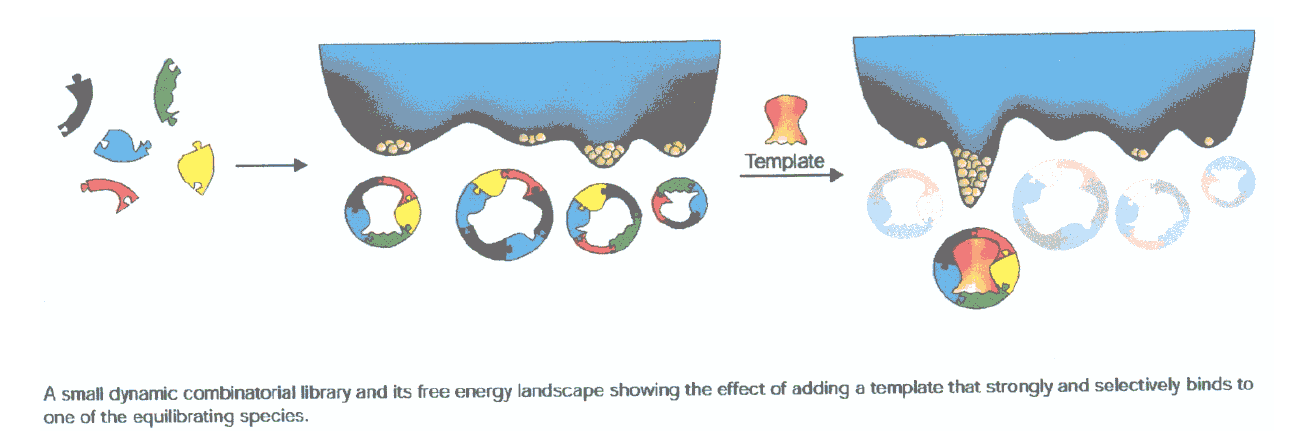 Template
A small dynamic combinatorial library and its free energy landscape showing the effect of adding a template that strongly and selectively binds to
one of the equilibrating species.